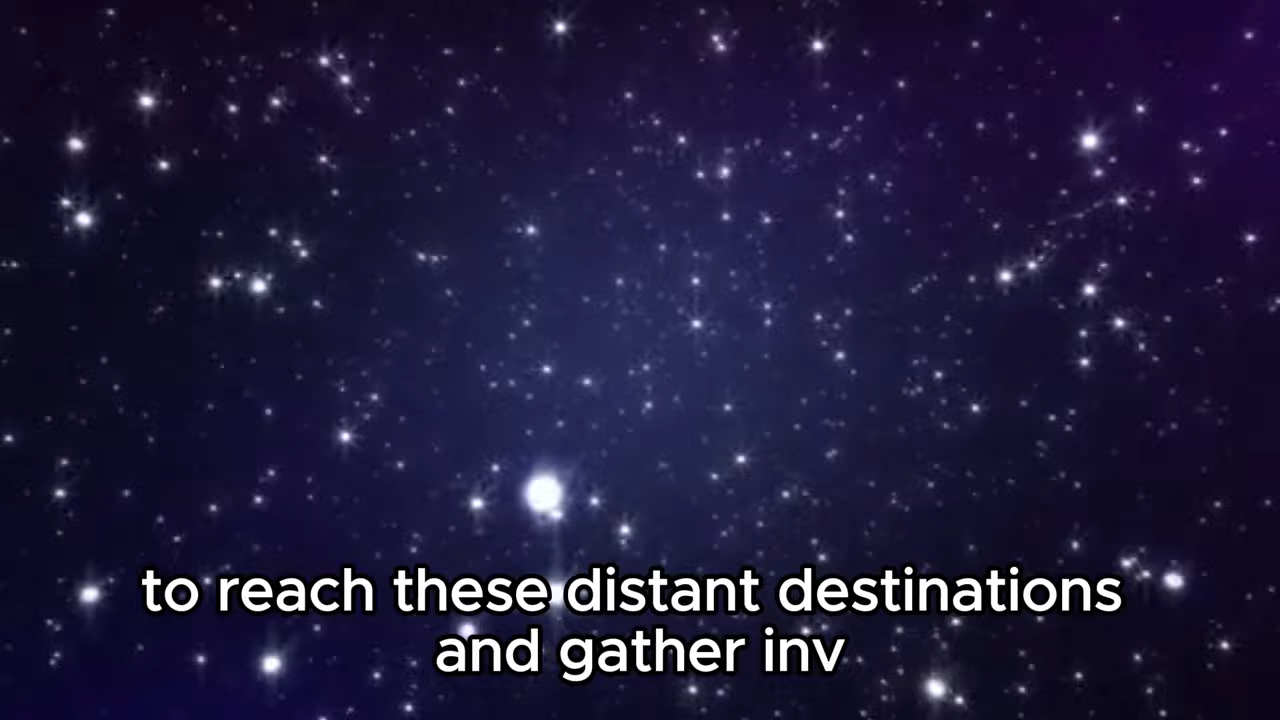 to reach these distant destinations
and gather inv